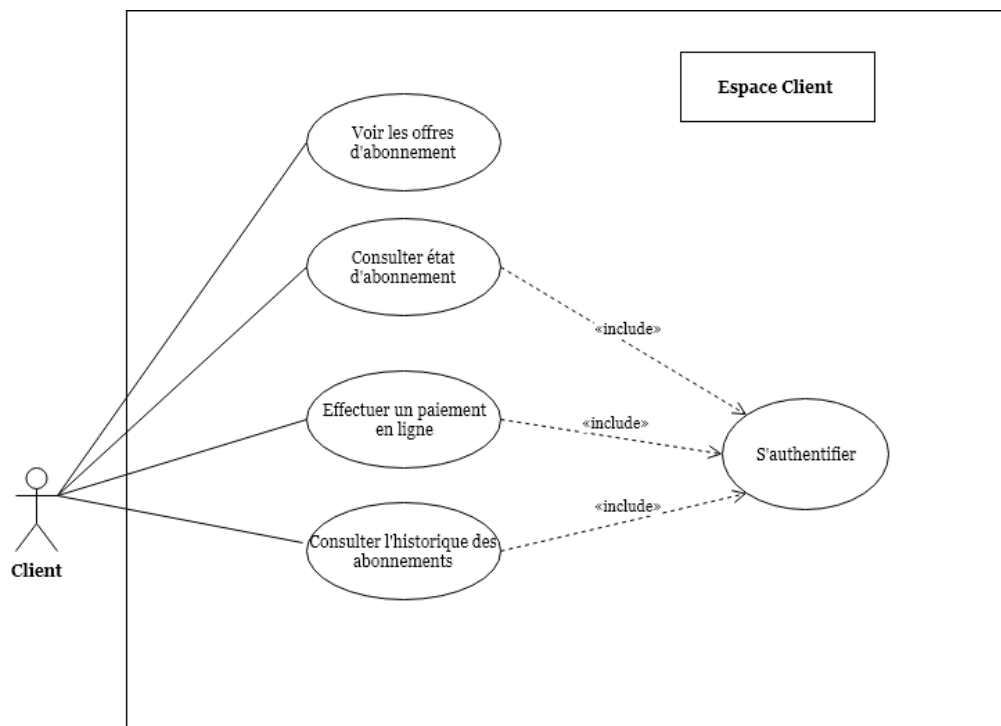 Espace Client
Voir les offres
d'abonnement
Consulter état
d'abonnement
«include»
Effectuer un paiement
en ligne
«include»
S'authentifier
«include»
Consulter l'historique des
abonnements
Client